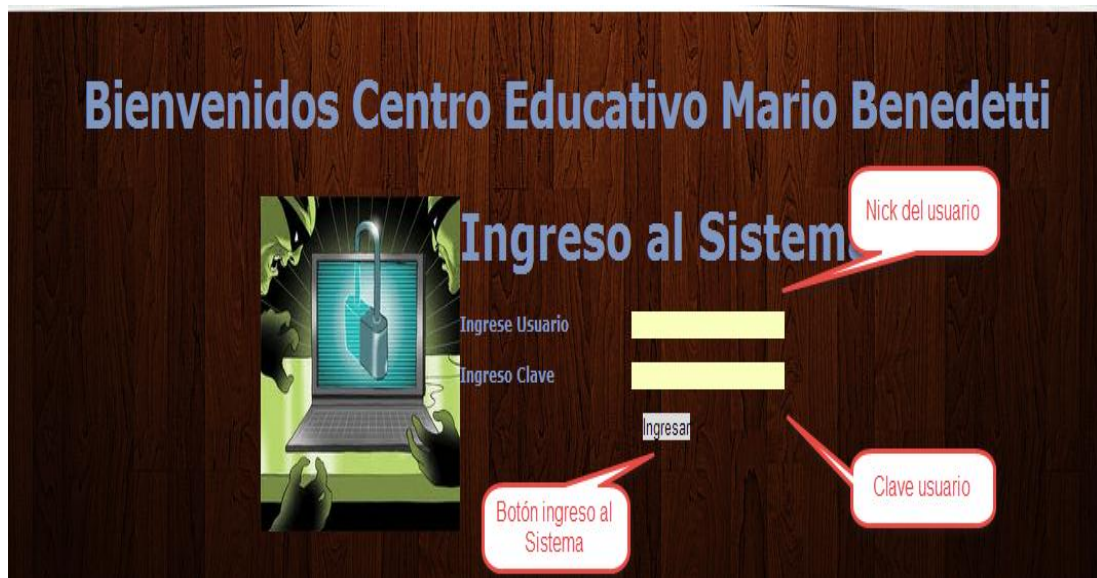 Bienvenidos Centro Educativo Mario Benedetti
Nick del usuario
Ingreso al Sistema
Ingrese Usuario
Ingreso Clave
Ingresar
Clave usuario
Botón ingreso al
Sistema